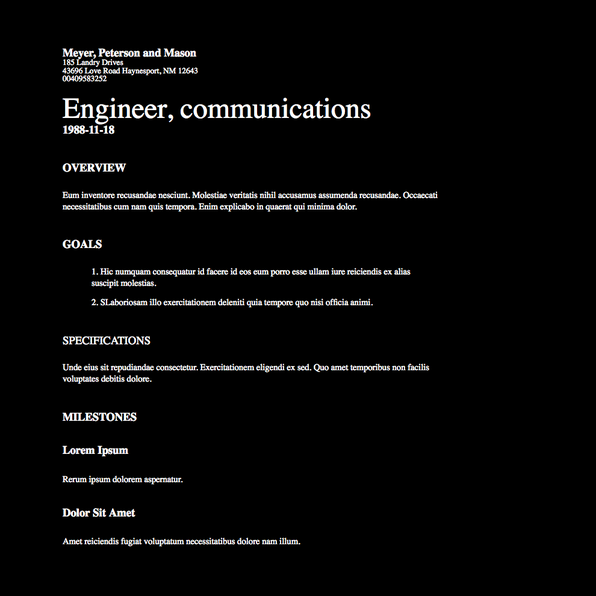 Meyer, Peterson and Mason
185 Landry Drives
43696 Love Road Haynesport, NM 12643
00409583252
Engineer, communications
1988-11-18
OVERVIEW
Eum inventore recusandae nesciunt. Molestiae veritatis nihil accusamus assumenda recusandae. Occaecati
necessitatibus cum nam quis tempora. Enim explicabo in quaerat qui minima dolor.
GOALS
1. Hic numquam consequatur id facere id eos eum porro esse ullam iure reiciendis ex alias
suscipit molestias.
2. SLaboriosam illo exercitationem deleniti quia tempore quo nisi officia animi.
SPECIFICATIONS
Unde eius sit repudiandae consectetur. Exercitationem eligendi ex sed. Quo amet temporibus non facilis
voluptates debitis dolore.
MILESTONES
Lorem Ipsum
Rerum ipsum dolorem aspernatur.
Dolor Sit Amet
Amet reiciendis fugiat voluptatum necessitatibus dolore nam illum.